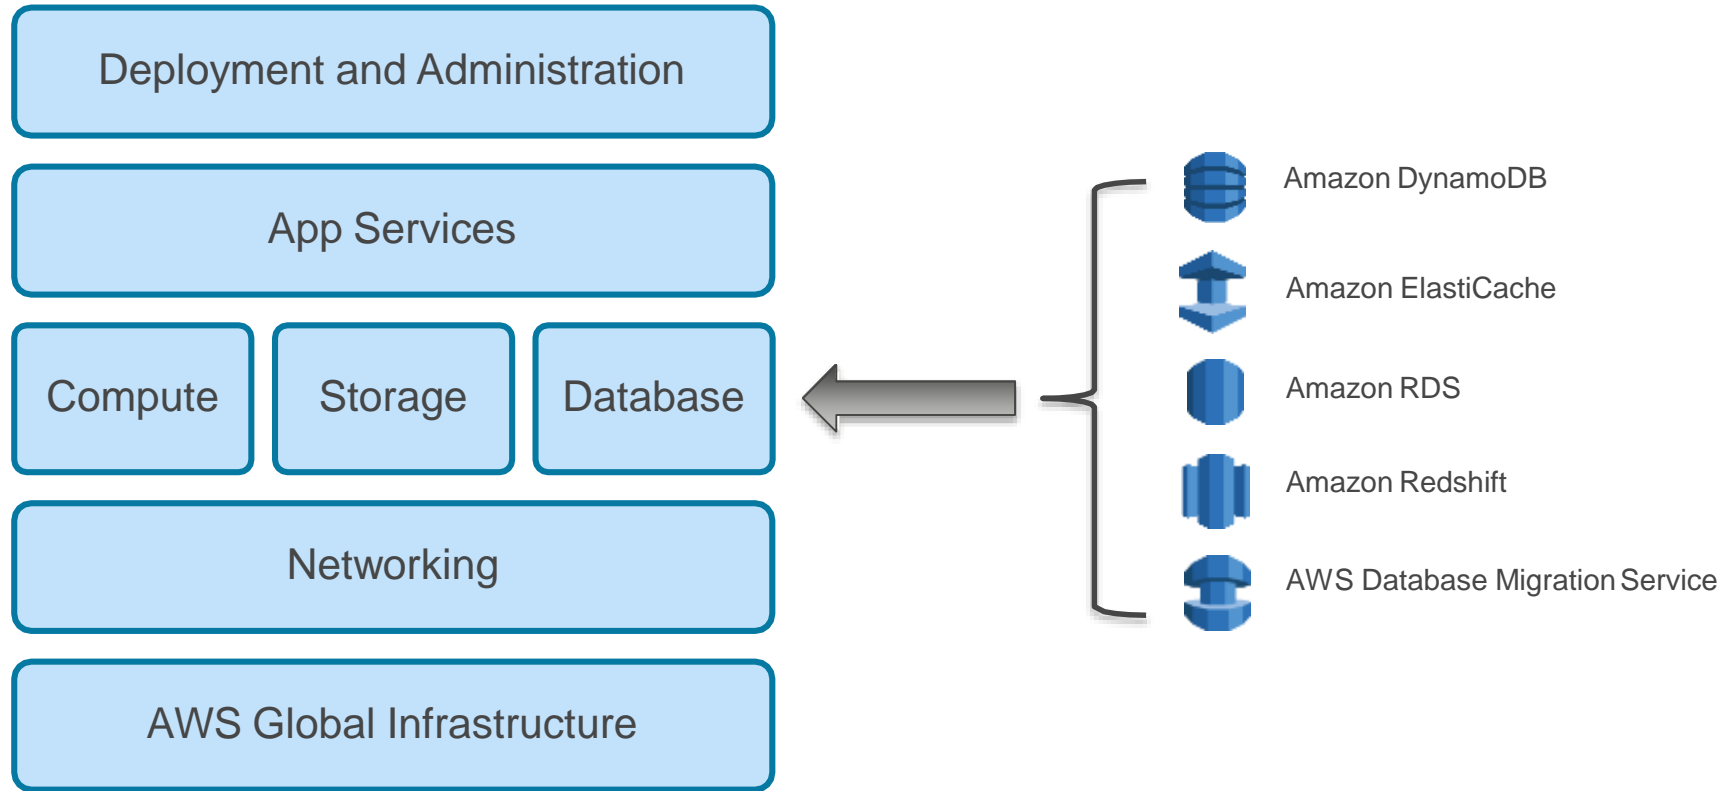 Deployment and Administration
App Services
Compute
Storage
Database
Networking
AWS Global Infrastructure
Amazon DynamoDB
Amazon ElastiCache
Amazon RDS
Amazon Redshift
AWS Database Migration Service